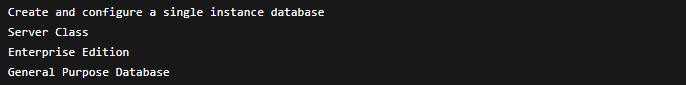 Create and configure a single instance database
Server Class
Enterprise Edition
General Purpose Database